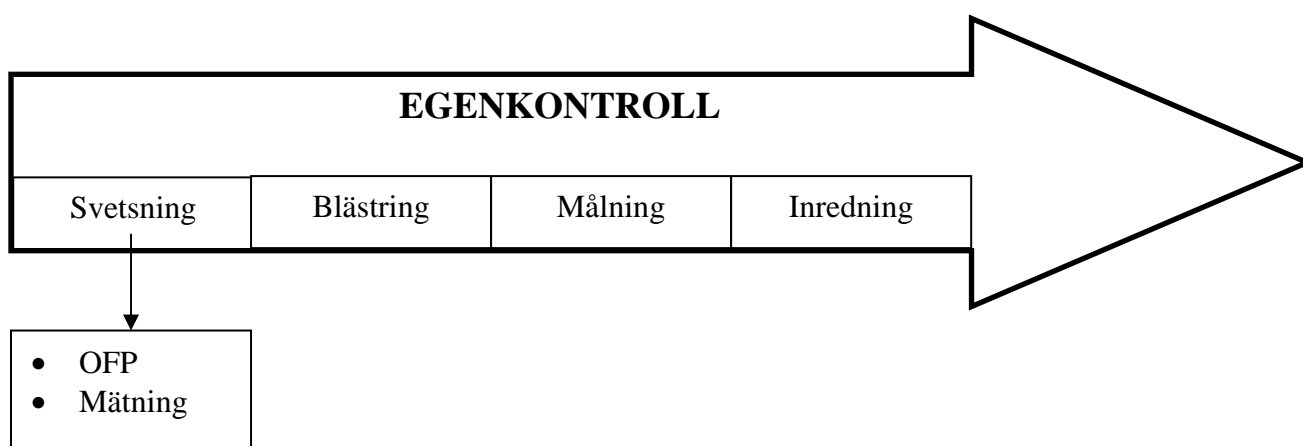 EGENKONTROLL
Svetsning Blästring Målning Inredning
• OFP
• Mätning